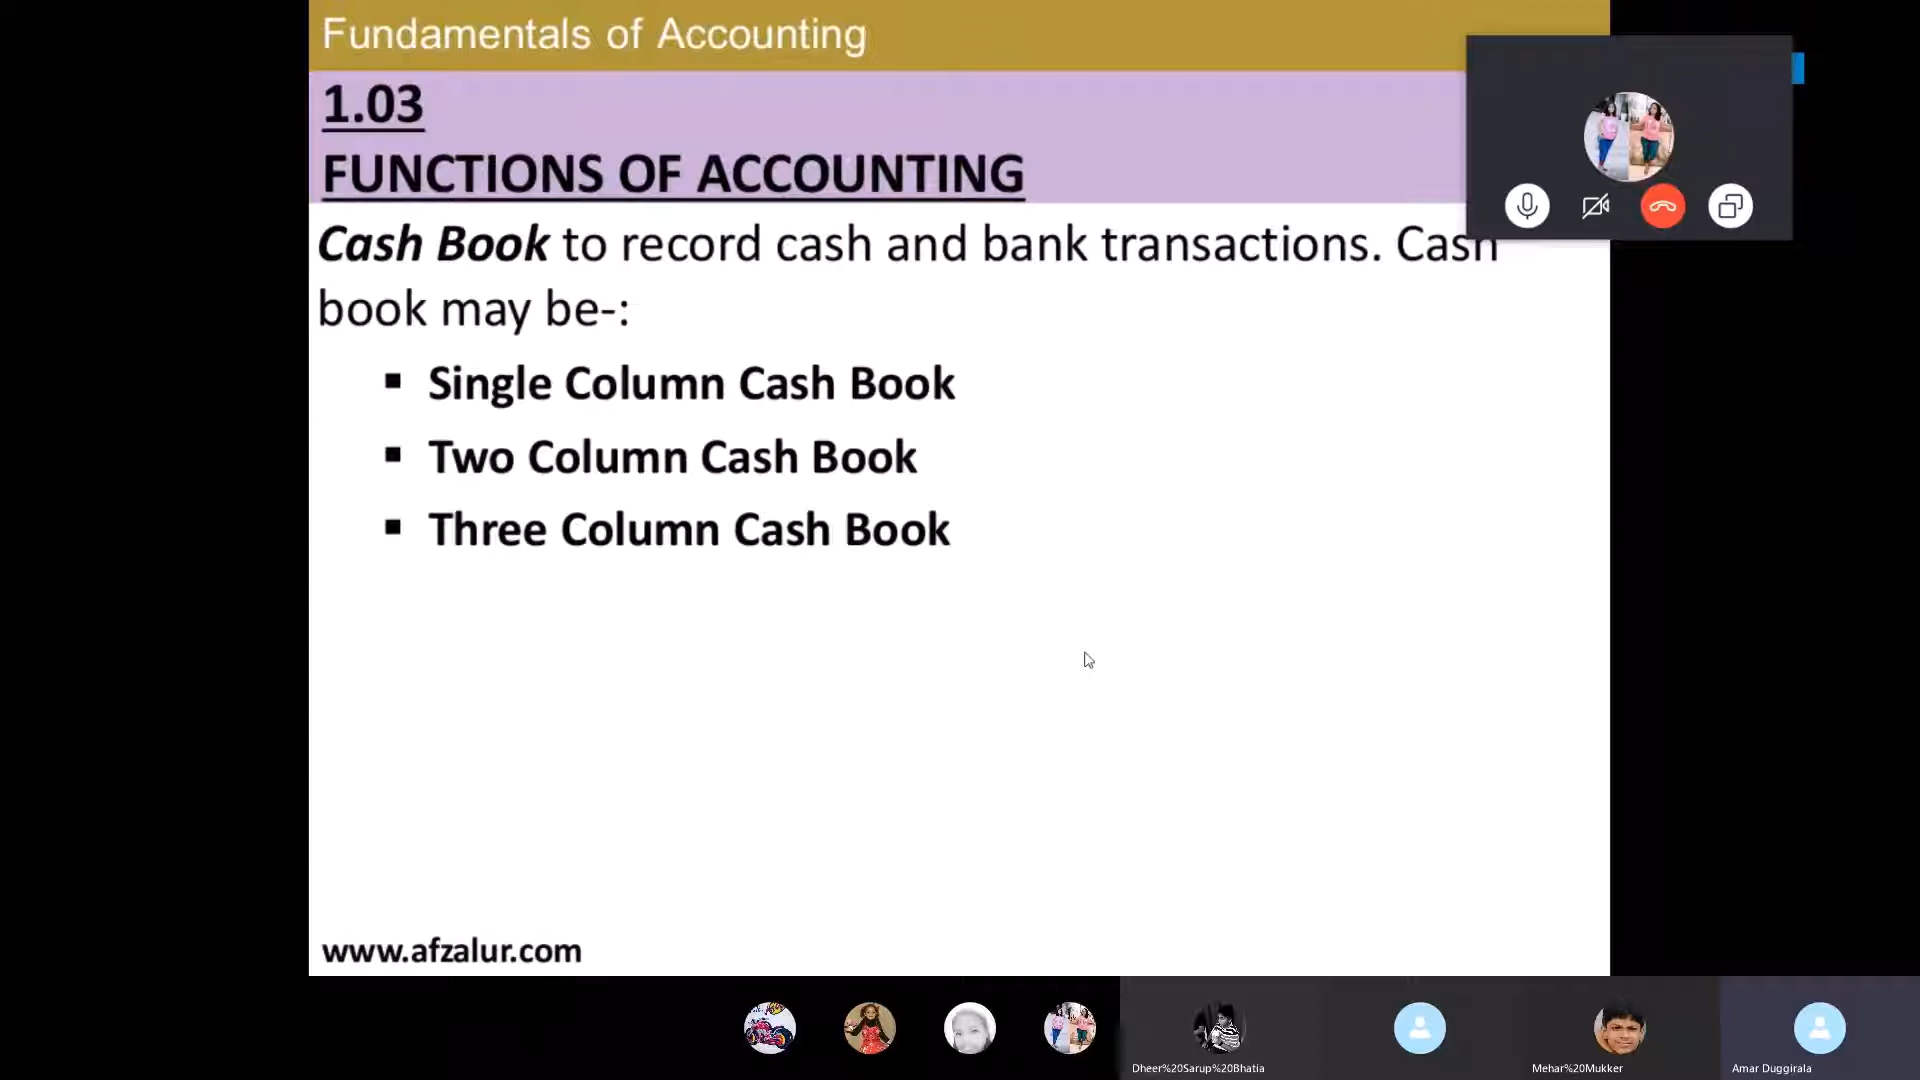 Fundamentals of Accounting
1.03
FUNCTIONS OF ACCOUNTING
Cash Book to record cash and bank transactions. Cash
book may be-:
▪ Single Column Cash Book
▪ Two Column Cash Book
▪ Three Column Cash Book
www.afzalur.com
Dheer%20Sarup%20Bhatia
Mehar%20Mukker
Amar Duggirala